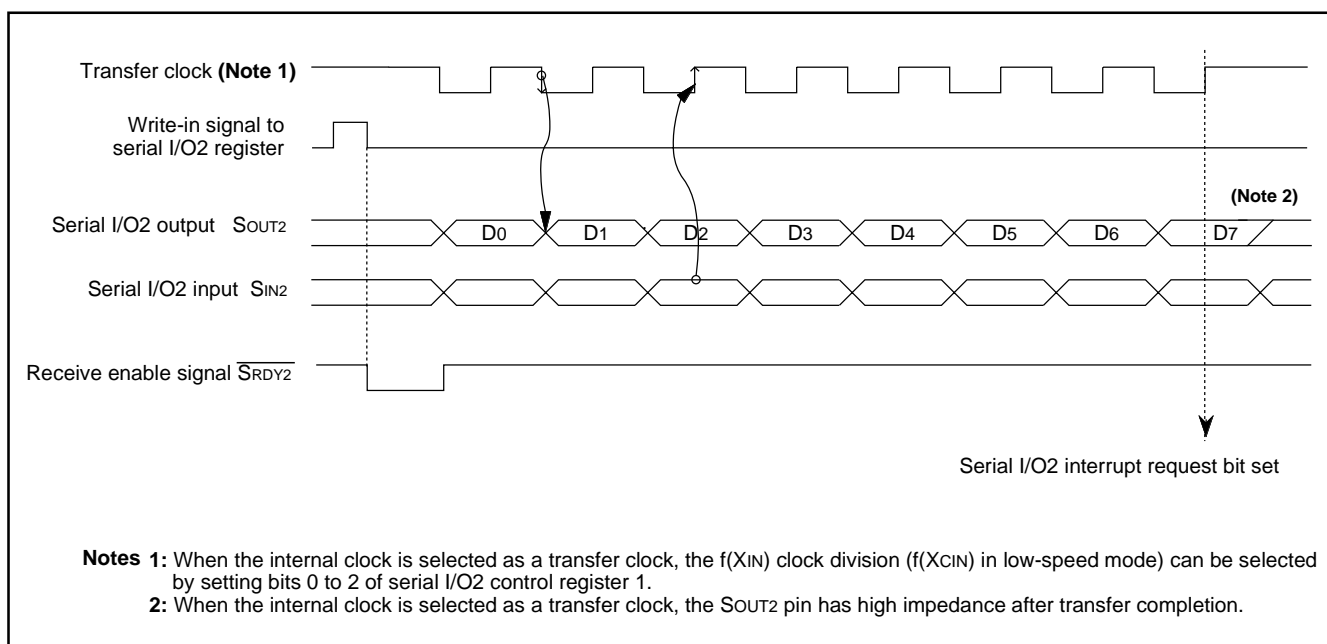 Transfer clock (Note 1)
Write-in signal to
serial I/O2 register
(Note 2)
Serial I/O2 output SOUT2
D0 D1 D2 D3 D4 D5 D6 D7
Serial I/O2 input SIN2
Receive enable signal S̅R̅D̅Y̅2̅
Serial I/O2 interrupt request bit set
Notes 1: When the internal clock is selected as a transfer clock, the f(XIN) clock division (f(XCIN) in low-speed mode) can be selected
by setting bits 0 to 2 of serial I/O2 control register 1.
2: When the internal clock is selected as a transfer clock, the SOUT2 pin has high impedance after transfer completion.